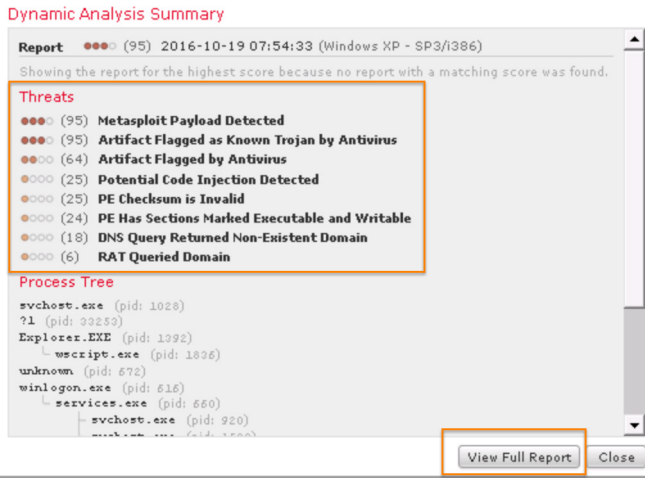 Dynamic Analysis Summary
Report (95) 2016-10-19 07:54:33 (Windows XP - SP3/i386)
Showing the report for the highest score because no report with a matching score was found.
Threats
(95) Metasploit Payload Detected
(95) Artifact Flagged as Known Trojan by Antivirus
(64) Artifact Flagged by Antivirus
(25) Potential Code Injection Detected
(25) PE Checksum is Invalid
(24) PE Has Sections Marked Executable and Writable
(18) DNS Query Returned Non-Existent Domain
(6) RAT Queried Domain
Process Tree
svchost.exe (pid: 1028)
?1 (pid: 33253)
Explorer.EXE (pid: 1392)
wscript.exe (pid: 1836)
unknown (pid: 672)
winlogon.exe (pid: 616)
services.exe (pid: 660)
svchost.exe (pid: 920)
View Full Report Close